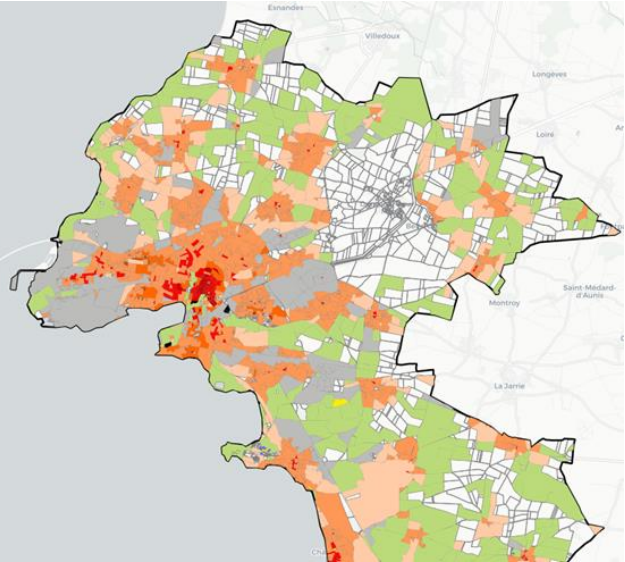 Esnandes
Villedoux
Longèves
Loiré
Saint-Médard-
d'Aunis
Montroy
La Jarrie